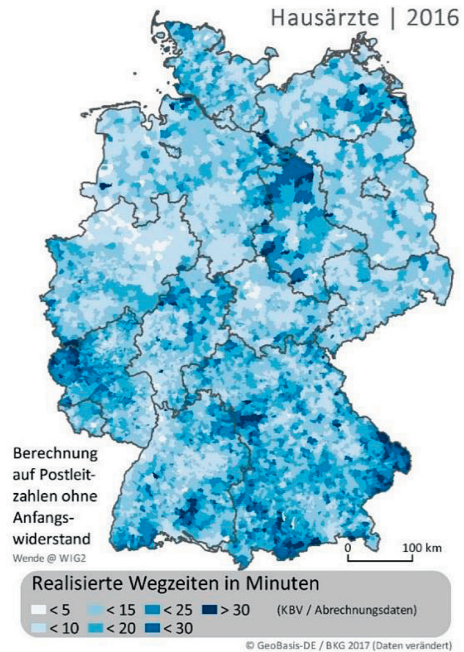 Hausärzte | 2016
Berechnung
auf Postleit-
zahlen ohne
Anfangs-
widerstand
Wende @ WIG2
0 100 km
Realisierte Wegzeiten in Minuten
< 5 < 15 < 25 > 30 (KBV / Abrechnungsdaten)
< 10 < 20 < 30
© GeoBasis-DE / BKG 2017 (Daten verändert)